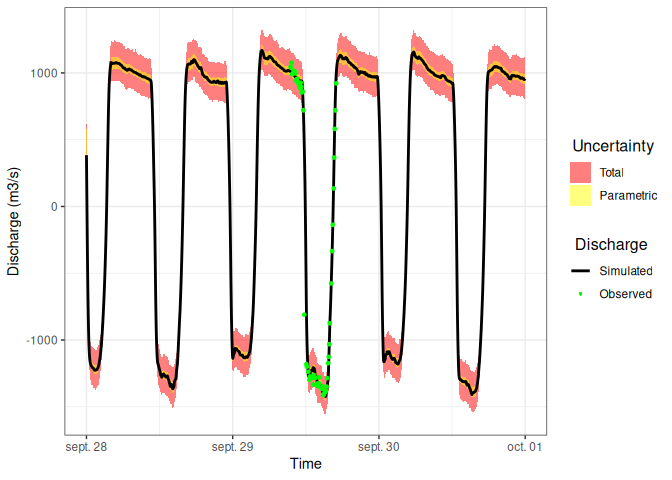 Discharge (m3/s)
1000
0
-1000
sept. 28
sept. 29
sept. 30
oct. 01
Time
Uncertainty
Total
Parametric
Discharge
Simulated
Observed